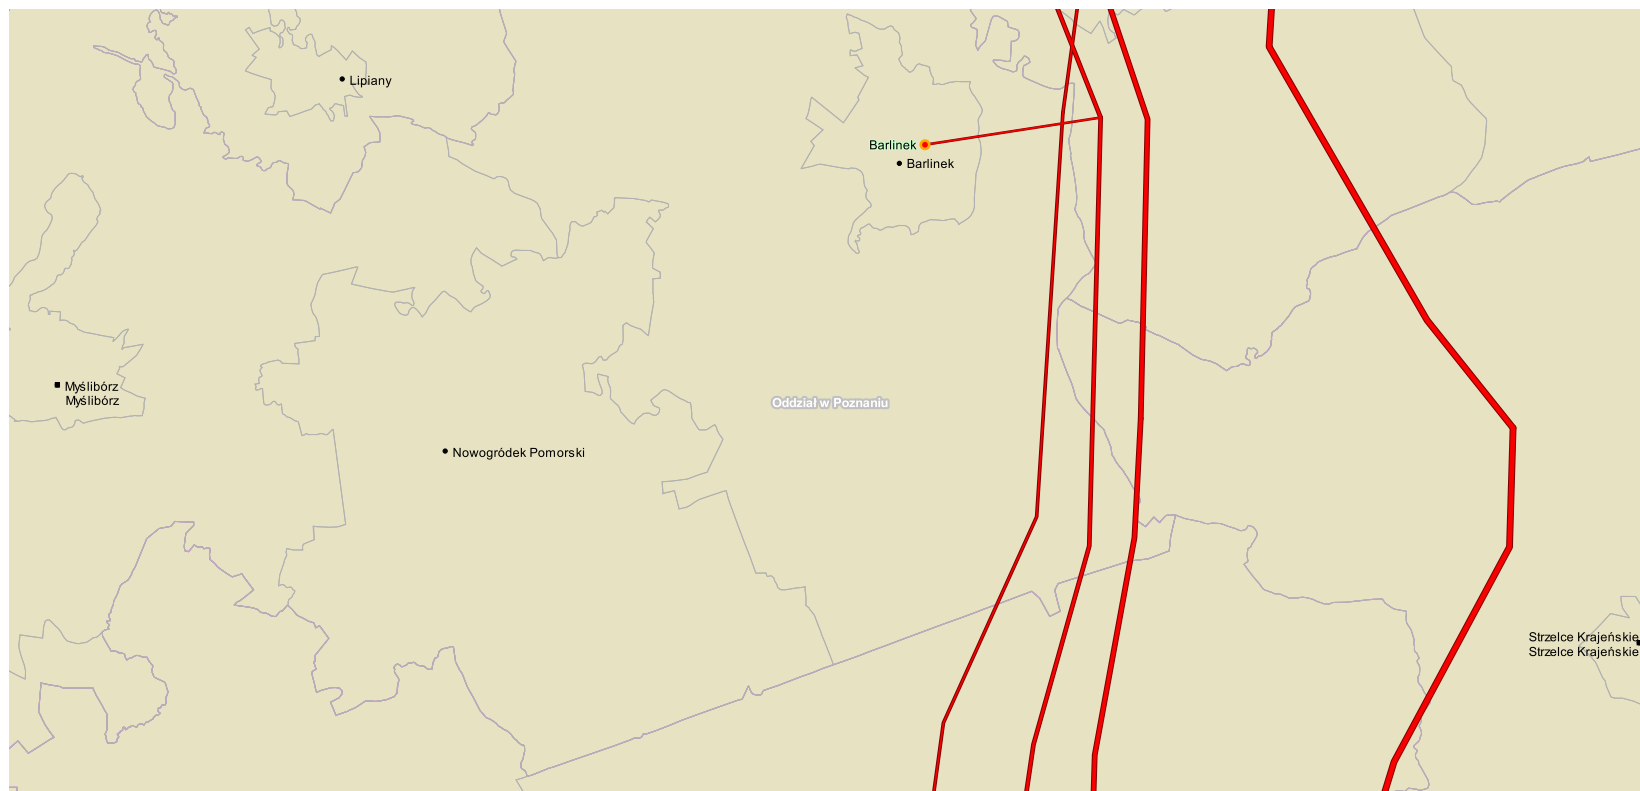 Lipiany
Barlinek
Barlinek
Myślibórz
Myślibórz
Oddział w Poznaniu
Nowogródek Pomorski
Strzelce Krajeńskie
Strzelce Krajeńskie